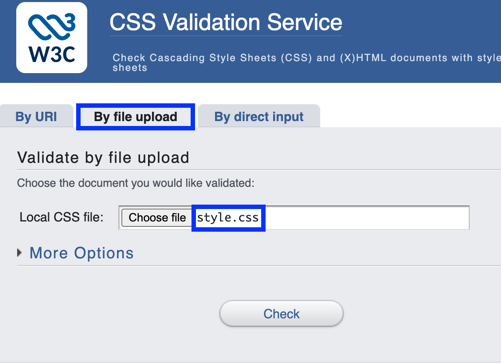 W3C
CSS Validation Service
Check Cascading Style Sheets (CSS) and (X)HTML documents with style
sheets
By URI
By file upload
By direct input
Validate by file upload
Choose the document you would like validated:
Local CSS file:
Choose file
style.css
More Options
Check